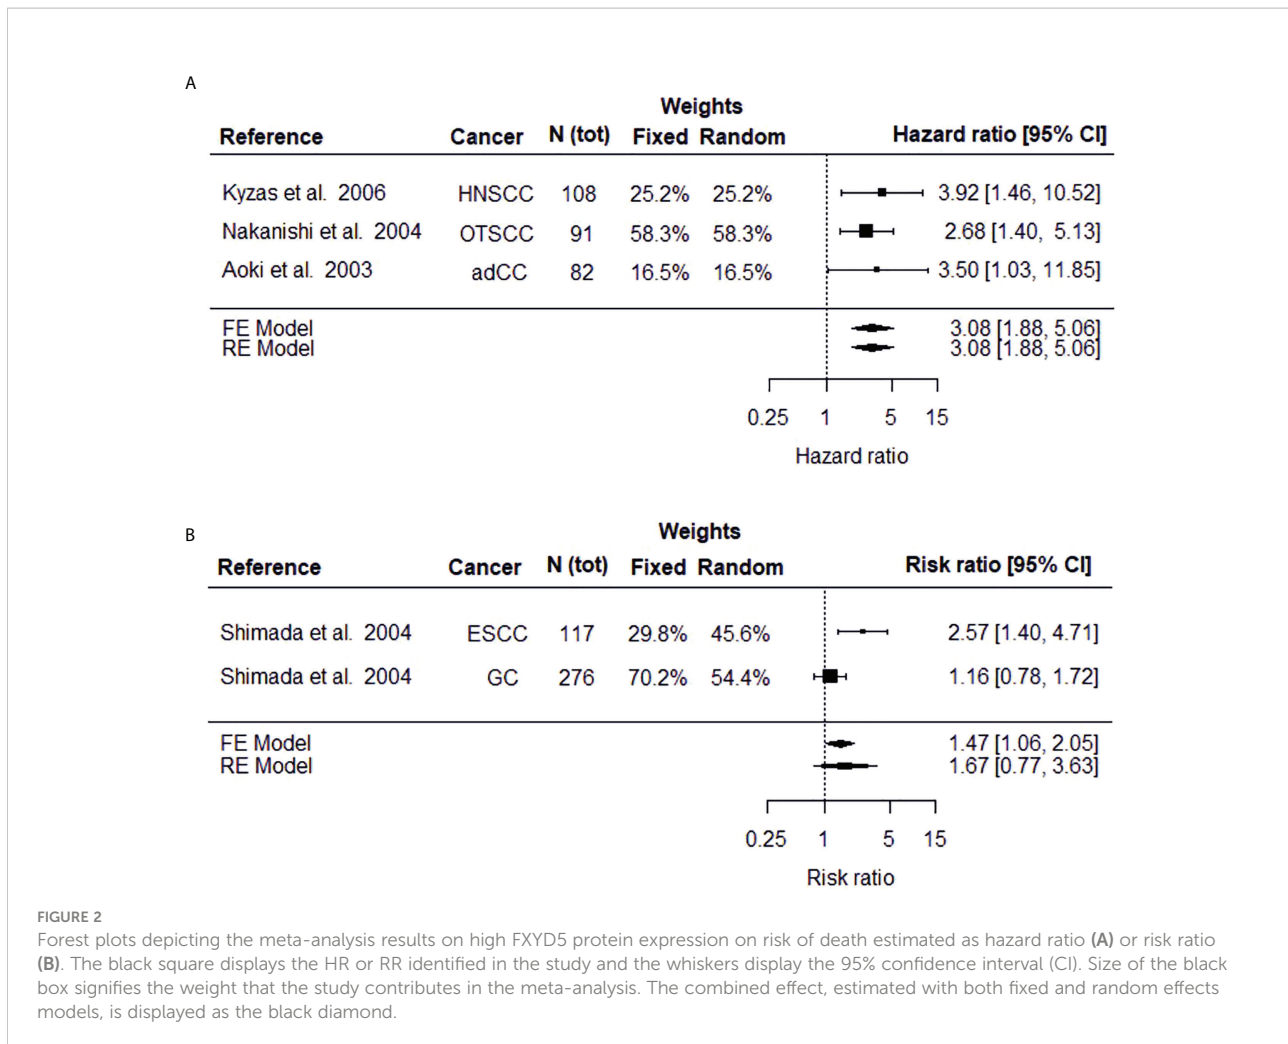 A
Weights
Reference Cancer N (tot) Fixed Random Hazard ratio [95% CI]
Kyzas et al. 2006 HNSCC 108 25.2% 25.2% 3.92 [1.46, 10.52]
Nakanishi et al. 2004 OTSCC 91 58.3% 58.3% 2.68 [1.40, 5.13]
Aoki et al. 2003 adCC 82 16.5% 16.5% 3.50 [1.03, 11.85]
FE Model 3.08 [1.88, 5.06]
RE Model 3.08 [1.88, 5.06]
0.25 1 5 15
Hazard ratio
B
Weights
Reference Cancer N (tot) Fixed Random Risk ratio [95% CI]
Shimada et al. 2004 ESCC 117 29.8% 45.6% 2.57 [1.40, 4.71]
Shimada et al. 2004 GC 276 70.2% 54.4% 1.16 [0.78, 1.72]
FE Model 1.47 [1.06, 2.05]
RE Model 1.67 [0.77, 3.63]
0.25 1 5 15
Risk ratio
FIGURE 2
Forest plots depicting the meta-analysis results on high FXYD5 protein expression on risk of death estimated as hazard ratio (A) or risk ratio
(B). The black square displays the HR or RR identified in the study and the whiskers display the 95% confidence interval (CI). Size of the black
box signifies the weight that the study contributes in the meta-analysis. The combined effect, estimated with both fixed and random effects
models, is displayed as the black diamond.